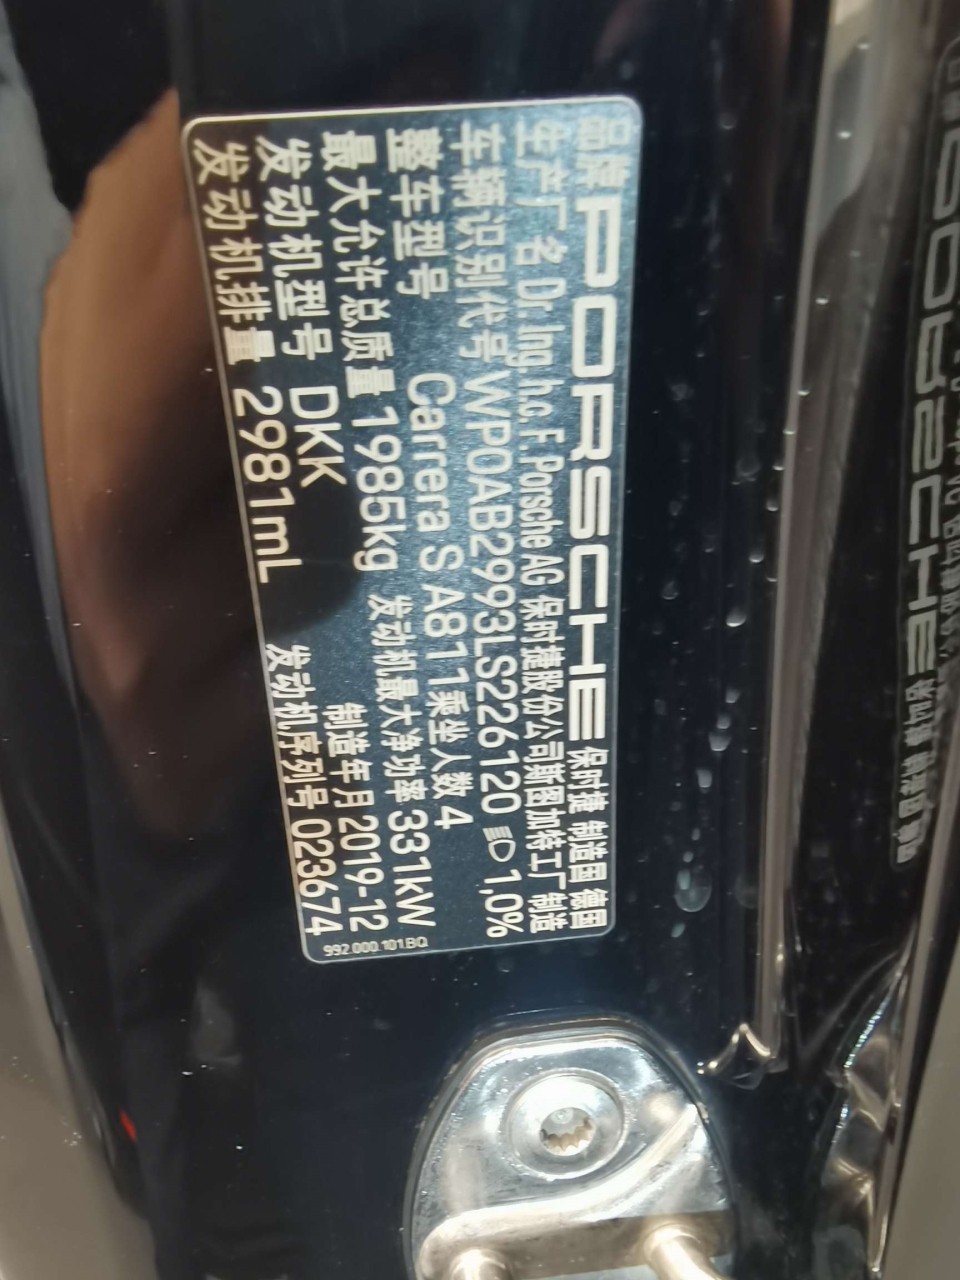 品牌 PORSCHE 保时捷 制造国 德国
生产厂名 Dr. Ing. h.c. F. Porsche AG 保时捷股份公司斯图加特工厂制造
车辆识别代号 WP0AB2993LS226120 1,0%
整车型号 Carrera S A811 乘坐人数 4
最大允许总质量 1985kg 发动机最大净功率 331kW
发动机型号 DKK 制造年月 2019-12
发动机排量 2981mL 发动机序列号 023674
992.000.101.BQ